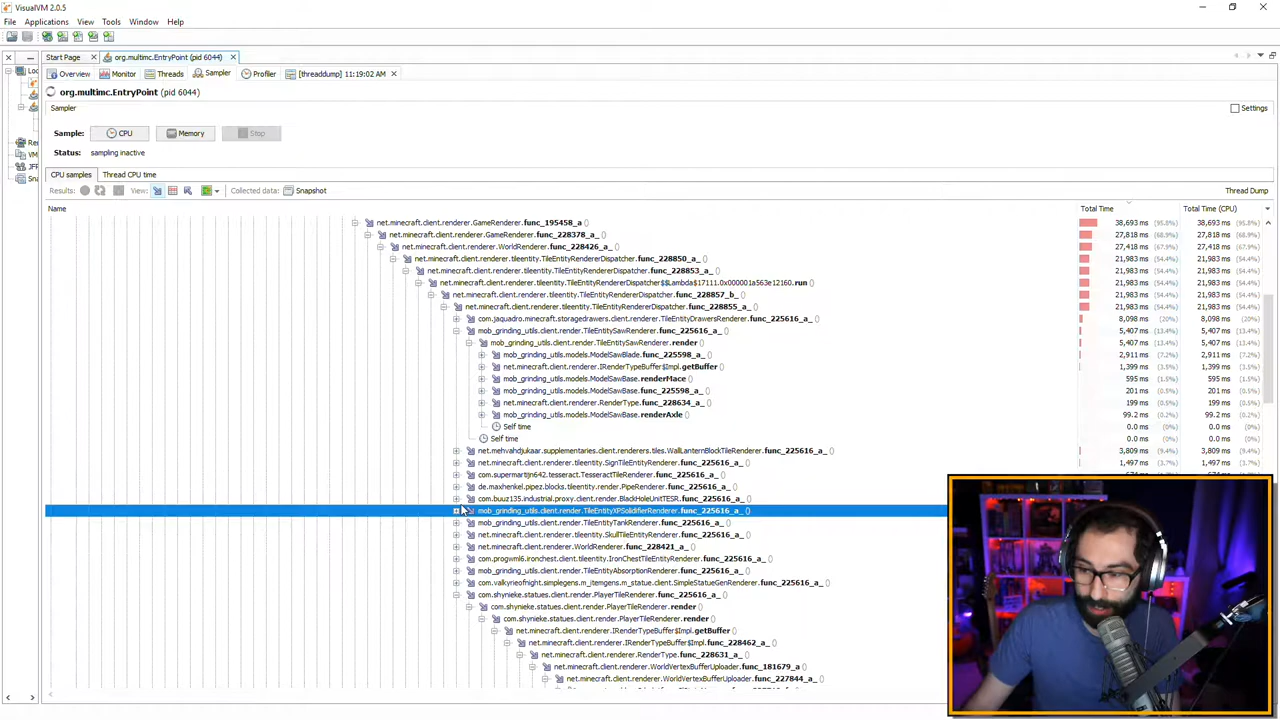 VisualVM 2.0.5
File Applications View Tools Window Help
Start Page org.multimc.EntryPoint (pid 6044)
Overview Monitor Threads Sampler Profiler [threaddump] 11:19:02 AM
org.multimc.EntryPoint (pid 6044)
Sampler Settings
Sample: CPU Memory Stop
Status: sampling inactive
CPU samples Thread CPU time
Results: View: Collected data: Snapshot Thread Dump
Name Total Time Total Time (CPU)
net.minecraft.client.renderer.GameRenderer.func_195458_a () 38,693 ms (95.8%) 38,693 ms (95.8%)
net.minecraft.client.renderer.GameRenderer.func_228378_a () 27,818 ms (68.9%) 27,818 ms (68.9%)
net.minecraft.client.renderer.WorldRenderer.func_228426_a_ () 27,418 ms (67.9%) 27,418 ms (67.9%)
net.minecraft.client.renderer.tileentity.TileEntityRendererDispatcher.func_228850_a_ () 21,983 ms (54.4%) 21,983 ms (54.4%)
net.minecraft.client.renderer.tileentity.TileEntityRendererDispatcher.func_228853_a_ () 21,983 ms (54.4%) 21,983 ms (54.4%)
net.minecraft.client.renderer.tileentity.TileEntityRendererDispatcher$$Lambda$17111.0x000001a563e12160.run () 21,983 ms (54.4%) 21,983 ms (54.4%)
net.minecraft.client.renderer.tileentity.TileEntityRendererDispatcher.func_228857_b_ () 21,983 ms (54.4%) 21,983 ms (54.4%)
net.minecraft.client.renderer.tileentity.TileEntityRendererDispatcher.func_228855_a_ () 21,983 ms (54.4%) 21,983 ms (54.4%)
com.jaquadro.minecraft.storagedrawers.client.renderer.TileEntityDrawersRenderer.func_225616_a_ () 8,098 ms (20%) 8,098 ms (20%)
mob_grinding_utils.client.render.TileEntitySawRenderer.func_225616_a_ () 5,407 ms (13.4%) 5,407 ms (13.4%)
mob_grinding_utils.client.render.TileEntitySawRenderer.render () 5,407 ms (13.4%) 5,407 ms (13.4%)
mob_grinding_utils.models.ModelSawBlade.func_225598_a_ () 2,911 ms (7.2%) 2,911 ms (7.2%)
net.minecraft.client.renderer.IRenderTypeBuffer$Impl.getBuffer () 1,399 ms (3.5%) 1,399 ms (3.5%)
mob_grinding_utils.models.ModelSawBlade.renderMace () 595 ms (1.5%) 595 ms (1.5%)
mob_grinding_utils.models.ModelSawBase.func_225598_a_ () 201 ms (0.5%) 201 ms (0.5%)
net.minecraft.client.renderer.RenderType.func_228634_a_ () 199 ms (0.5%) 199 ms (0.5%)
mob_grinding_utils.models.ModelSawBase.renderAxle () 99.2 ms (0.2%) 99.2 ms (0.2%)
Self time 0.0 ms (0%) 0.0 ms (0%)
Self time 0.0 ms (0%) 0.0 ms (0%)
net.mehvahdjukaar.supplementaries.client.renderers.tiles.WallLanternBlockTileRenderer.func_225616_a_ () 3,809 ms (9.4%) 3,809 ms (9.4%)
net.minecraft.client.renderer.tileentity.SignTileEntityRenderer.func_225616_a_ () 1,497 ms (3.7%) 1,497 ms (3.7%)
com.supermartijn642.tesseract.TesseractTileRenderer.func_225616_a_ ()
de.maxhenkel.pipez.blocks.tileentity.render.PipeRenderer.func_225616_a_ ()
com.buuz135.industrial.proxy.client.render.BlackHoleUnitTESR.func_225616_a_ ()
mob_grinding_utils.client.render.TileEntityXPSolidifierRenderer.func_225616_a_ ()
mob_grinding_utils.client.render.TileEntityTankRenderer.func_225616_a_ ()
net.minecraft.client.renderer.tileentity.SkullTileEntityRenderer.func_225616_a_ ()
net.minecraft.client.renderer.WorldRenderer.func_228421_a_ ()
com.progwml6.ironchest.client.tileentity.IronChestTileEntityRenderer.func_225616_a_ ()
mob_grinding_utils.client.render.TileEntityAbsorptionRenderer.func_225616_a_ ()
com.valkyrieofnight.simplegens.m_itemgens.m_statue.client.SimpleStatueGenRenderer.func_225616_a_ ()
com.shynieke.statues.client.render.PlayerTileRenderer.func_225616_a_ ()
com.shynieke.statues.client.render.PlayerTileRenderer.render ()
com.shynieke.statues.client.render.PlayerTileRenderer.render ()
net.minecraft.client.renderer.IRenderTypeBuffer$Impl.getBuffer ()
net.minecraft.client.renderer.IRenderTypeBuffer$Impl.func_228462_a_ ()
net.minecraft.client.renderer.RenderType.func_228631_a_ ()
net.minecraft.client.renderer.WorldVertexBufferUploader.func_181679_a ()
net.minecraft.client.renderer.WorldVertexBufferUploader.func_227844_a_ ()